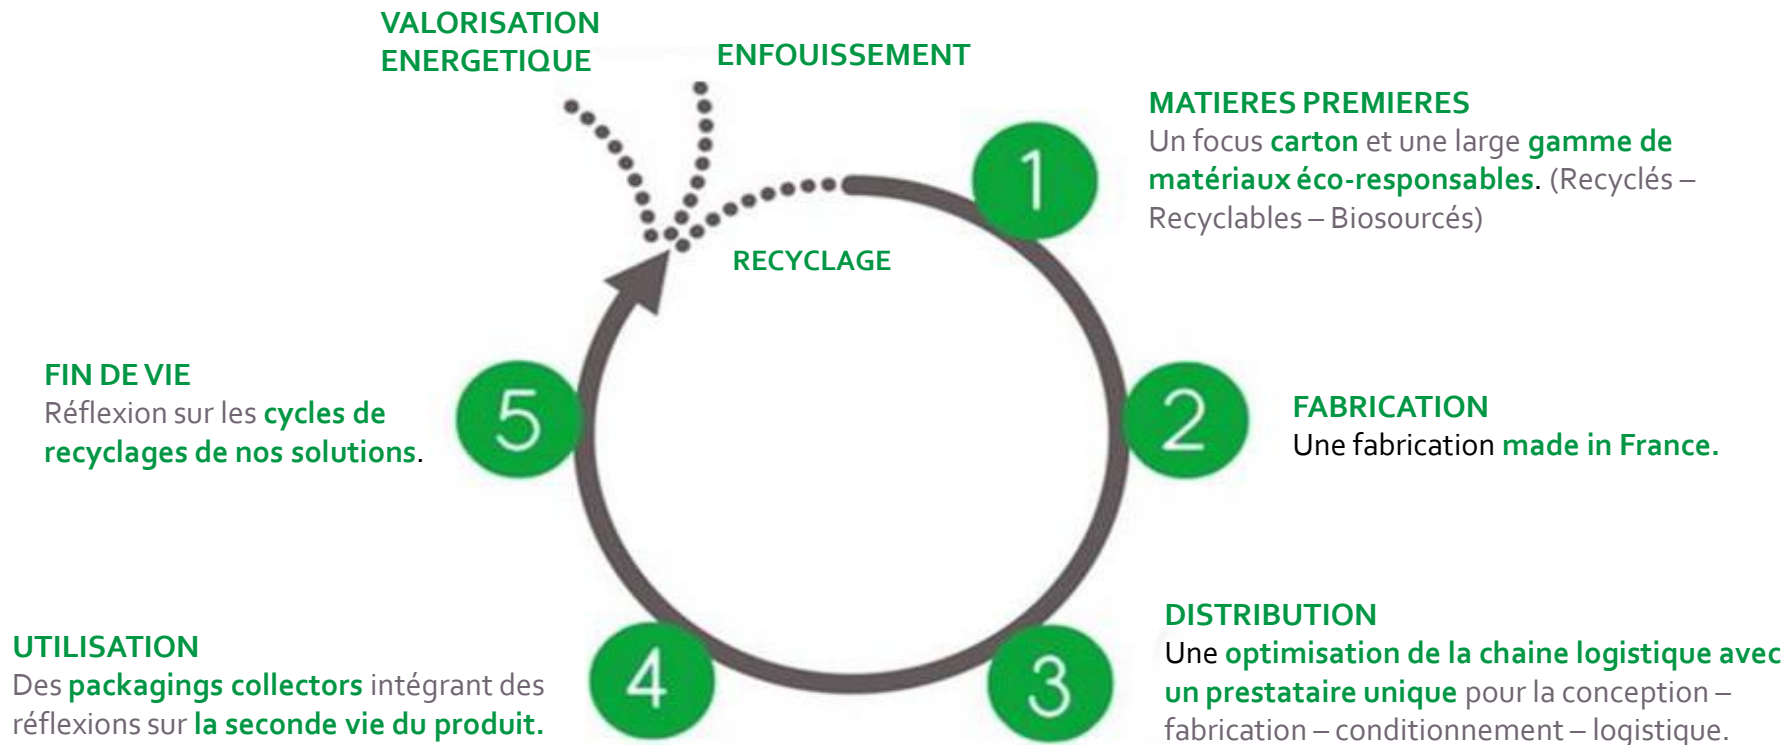 VALORISATION
ENERGETIQUE
ENFOUISSEMENT
RECYCLAGE
1
MATIERES PREMIERES
Un focus carton et une large gamme de
matériaux éco-responsables. (Recyclés –
Recyclables – Biosourcés)
2
FABRICATION
Une fabrication made in France.
3
DISTRIBUTION
Une optimisation de la chaine logistique avec
un prestataire unique pour la conception –
fabrication – conditionnement – logistique.
4
UTILISATION
Des packagings collectors intégrant des
réflexions sur la seconde vie du produit.
5
FIN DE VIE
Réflexion sur les cycles de
recyclages de nos solutions.